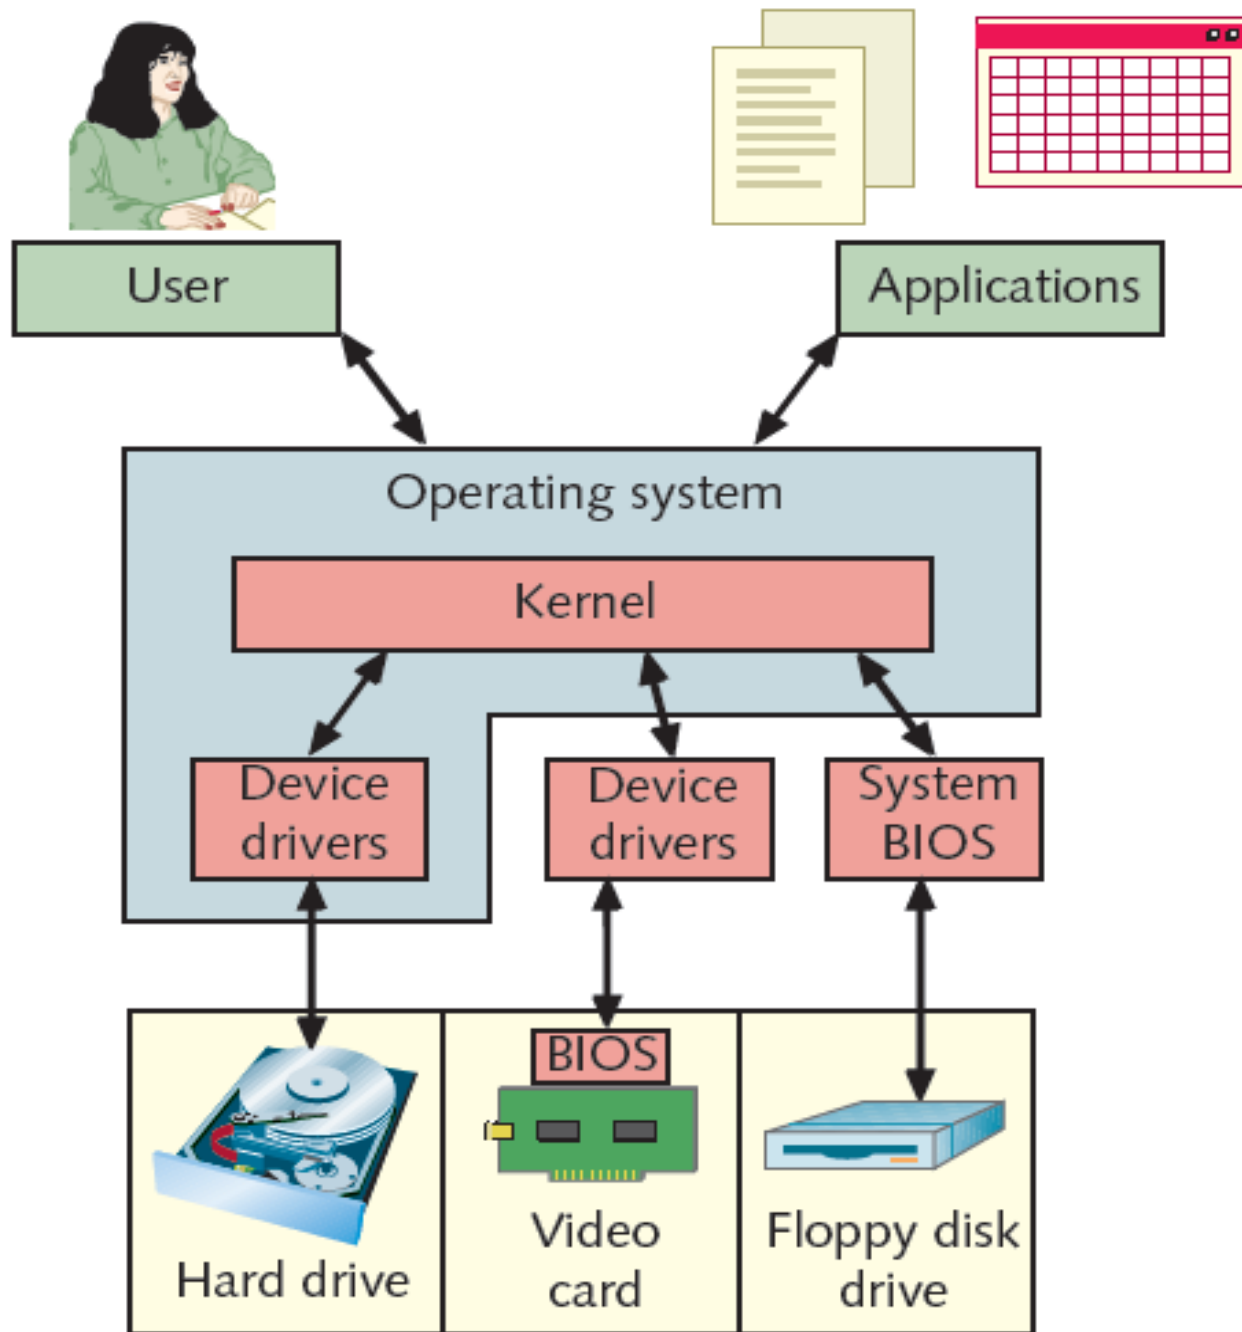 User
Applications
Operating system
Kernel
Device
drivers
Device
drivers
System
BIOS
BIOS
Hard drive
Video
card
Floppy disk
drive